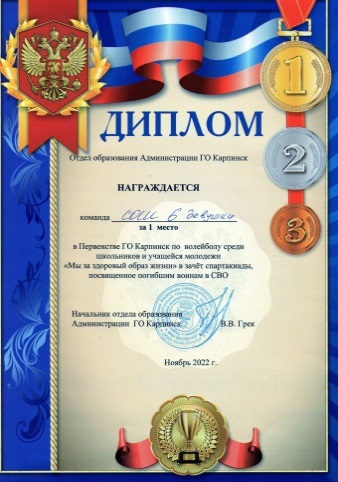 1
ДИПЛОМ
Отдел образования Администрации ГО Карпинск
2
НАГРАЖДАЕТСЯ
команда СОШ 6 девушки
3
за 1 место
в Первенстве ГО Карпинск по волейболу среди
школьников и учащейся молодежи
«Мы за здоровый образ жизни» в зачёт спартакиады,
посвященное погибшим воинам в СВО
Начальник отдела образования
Администрации ГО Карпинск В.В. Грек
Ноябрь 2022 г.